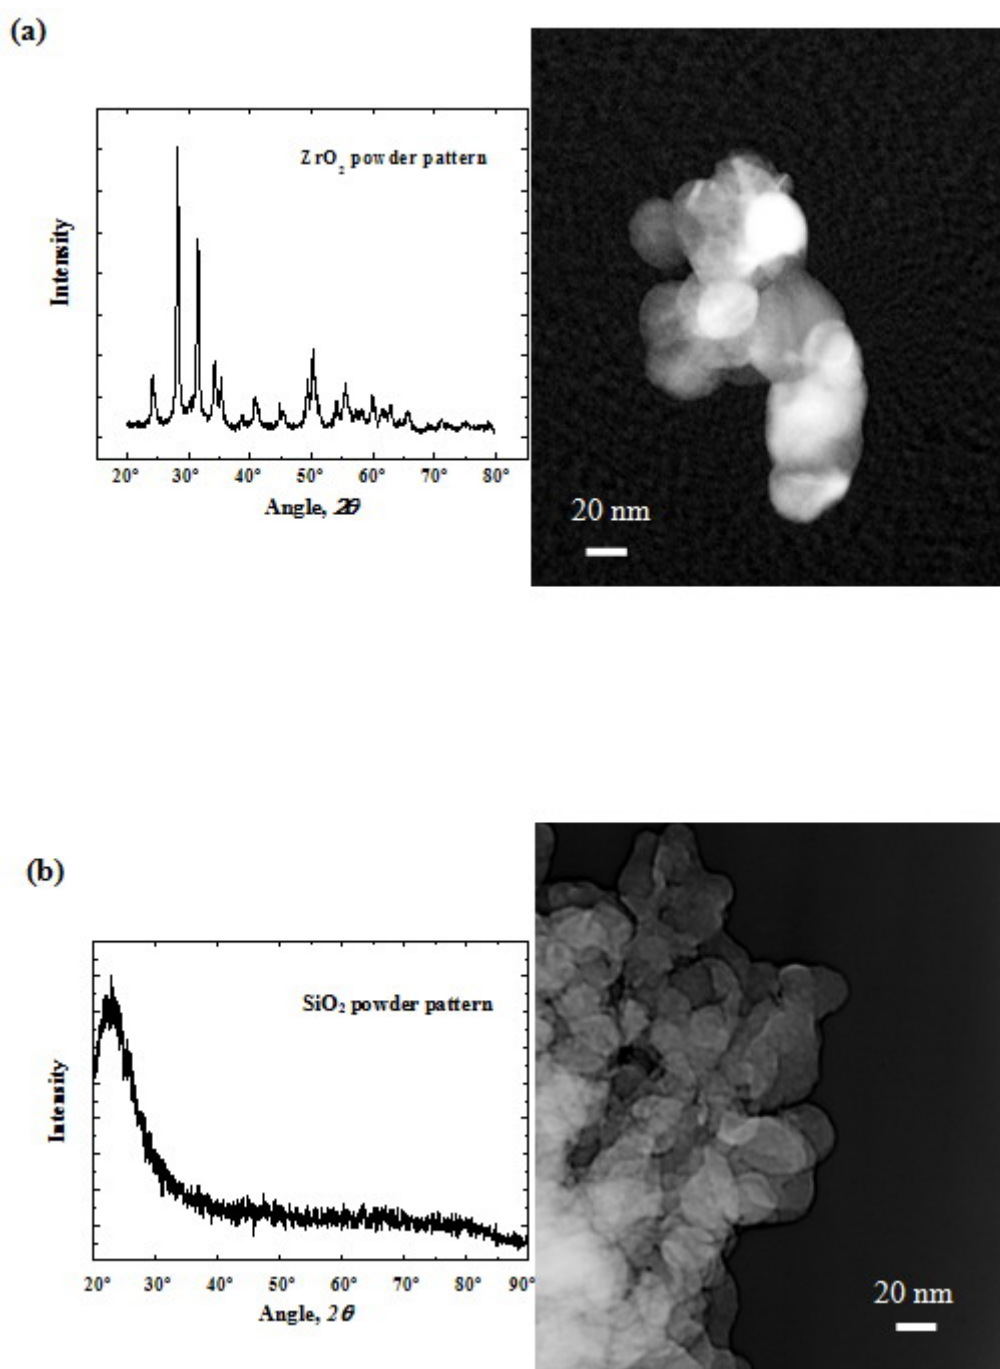 (a)
ZrO₂ powder pattern
Intensity
20° 30° 40° 50° 60° 70° 80°
Angle, 2θ
20 nm
(b)
SiO₂ powder pattern
Intensity
20° 30° 40° 50° 60° 70° 80° 90°
Angle, 2θ
20 nm